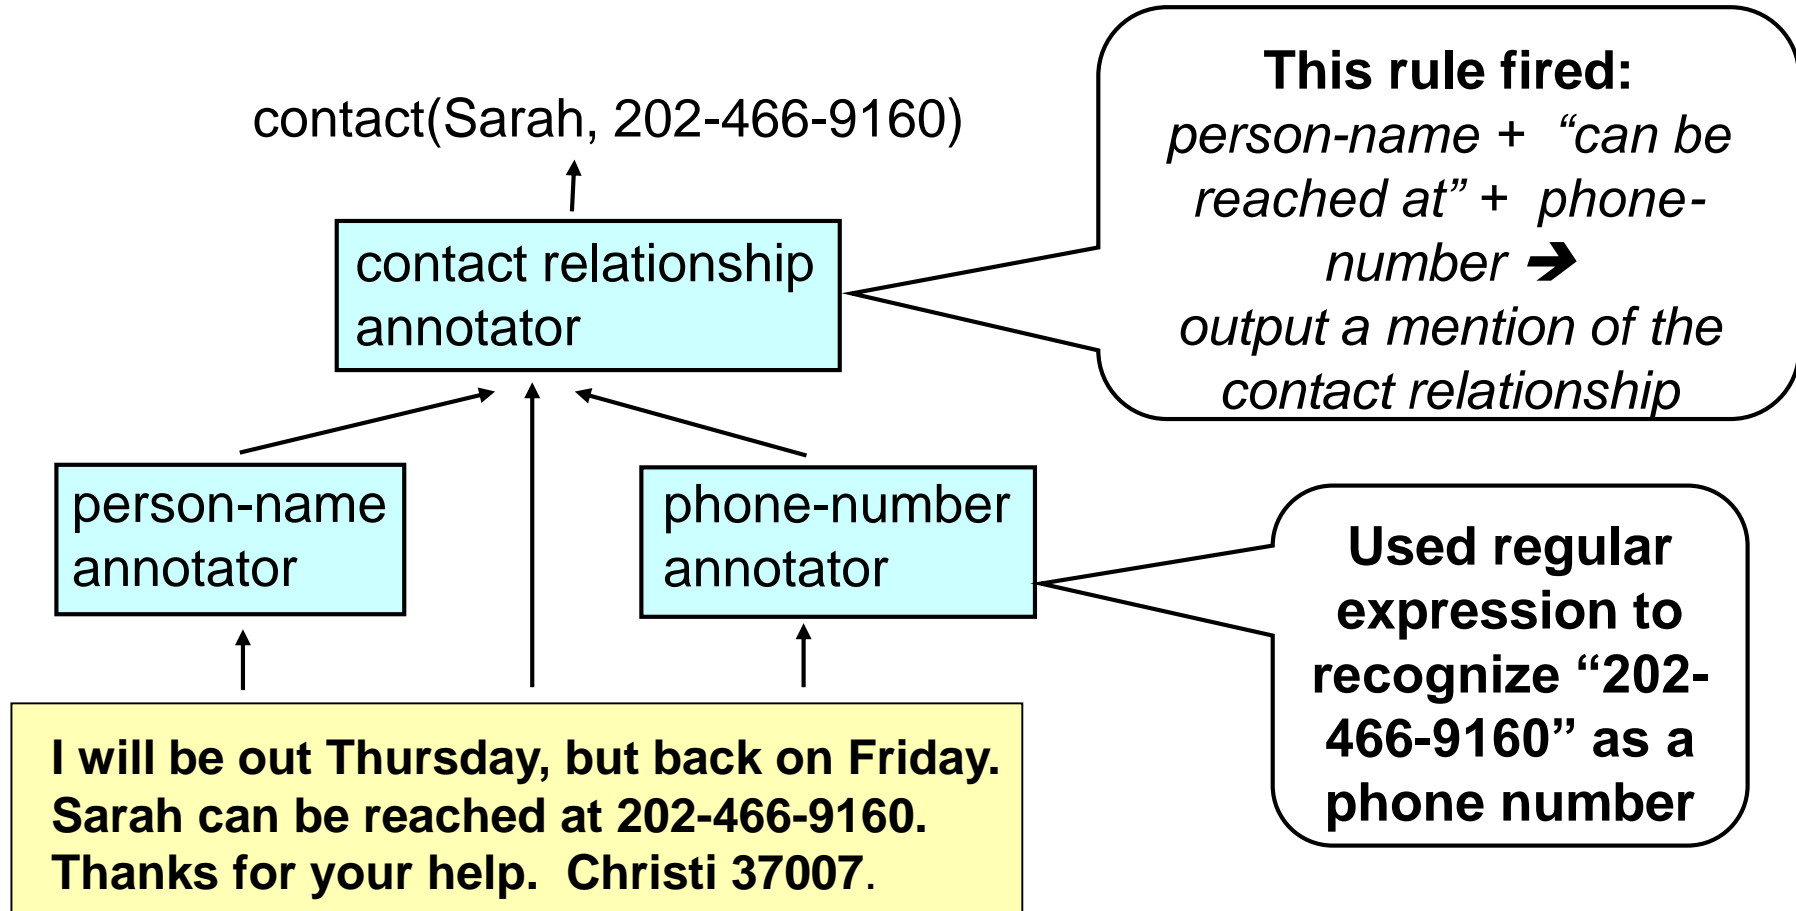 contact(Sarah, 202-466-9160)
This rule fired:
person-name + “can be
reached at” + phone-
number ➔
output a mention of the
contact relationship
contact relationship
annotator
person-name
annotator
phone-number
annotator
Used regular
expression to
recognize “202-
466-9160” as a
phone number
I will be out Thursday, but back on Friday.
Sarah can be reached at 202-466-9160.
Thanks for your help. Christi 37007.